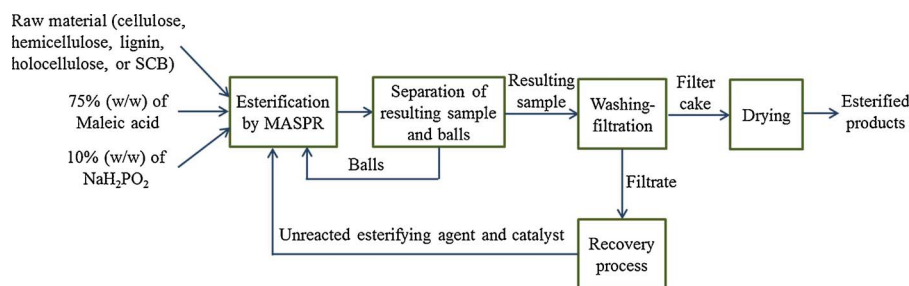 Raw material (cellulose,
hemicellulose, lignin,
holocellulose, or SCB)
75% (w/w) of
Maleic acid
10% (w/w) of
NaH₂PO₂
Esterification
by MASPR
Separation of
resulting sample
and balls
Balls
Resulting
sample
Washing-
filtration
Filter
cake
Drying
Esterified
products
Filtrate
Recovery
process
Unreacted esterifying agent and catalyst